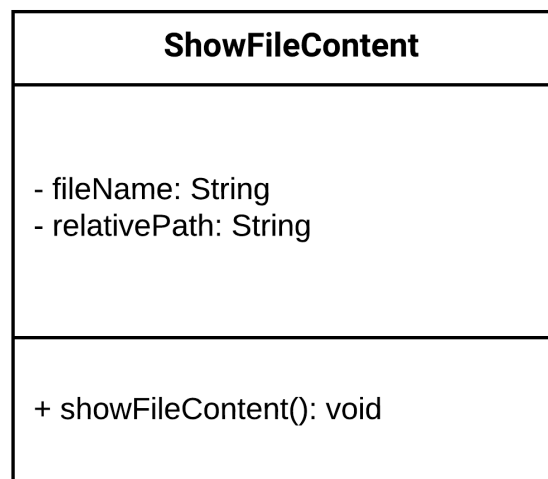 ShowFileContent
- fileName: String
- relativePath: String
+ showFileContent(): void